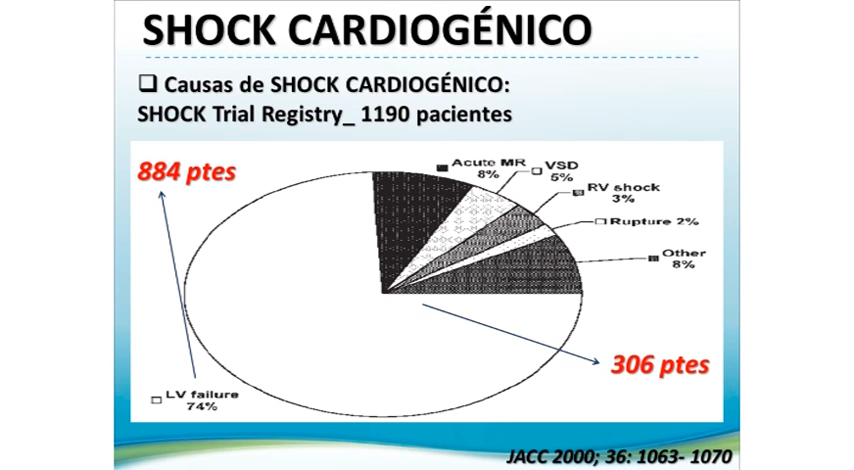 SHOCK CARDIOGÉNICO
Causas de SHOCK CARDIOGÉNICO:
SHOCK Trial Registry_ 1190 pacientes
884 ptes
Acute MR
8%
VSD
5%
RV shock
3%
Rupture 2%
Other
8%
306 ptes
LV failure
74%
JACC 2000; 36: 1063- 1070